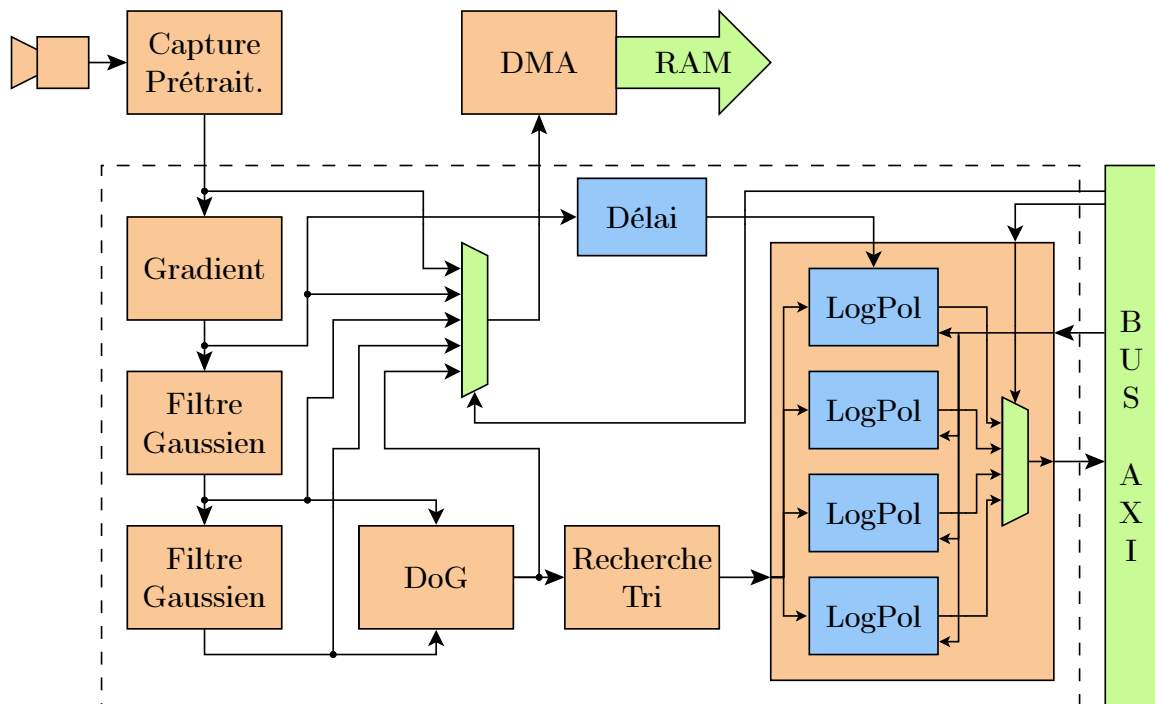 Capture
Prétrait.
DMA
RAM
Délai
Gradient
LogPol
Filtre
Gaussien
LogPol
LogPol
Filtre
Gaussien
DoG
Recherche
Tri
LogPol
B
U
S
A
X
I